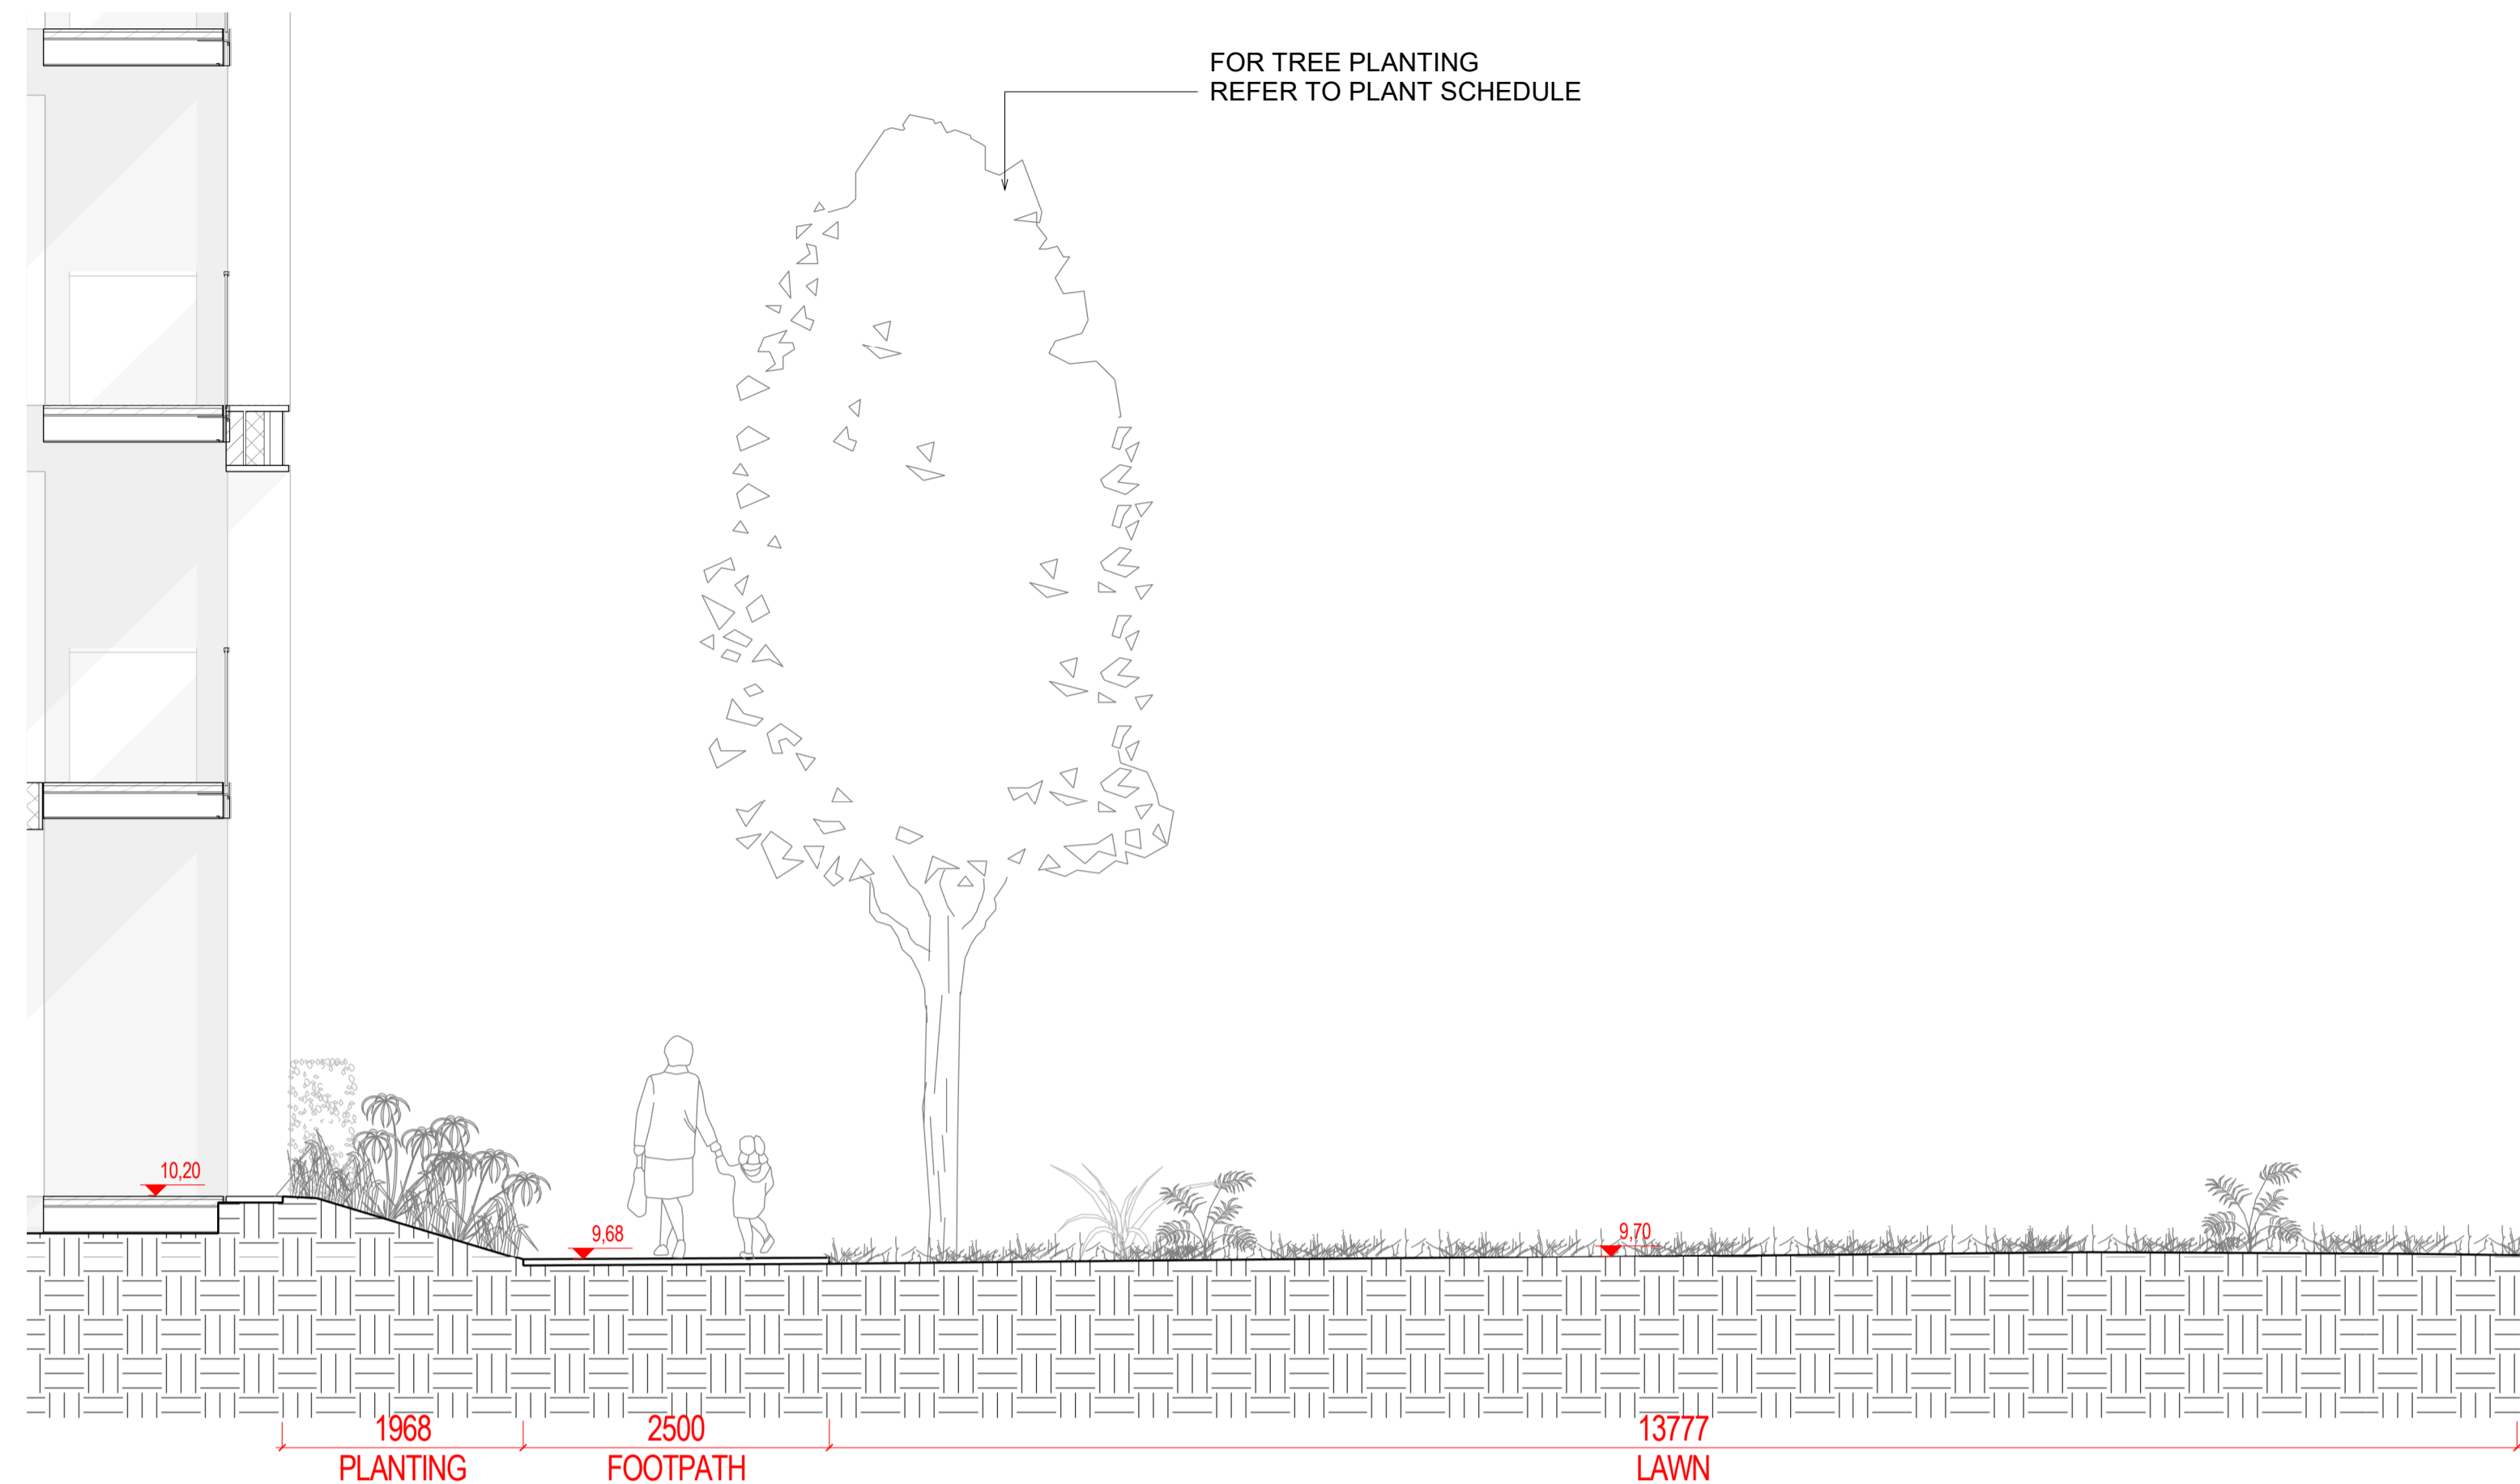 FOR TREE PLANTING
REFER TO PLANT SCHEDULE
10,20
9,68
9,70
1968
PLANTING
2500
FOOTPATH
13777
LAWN